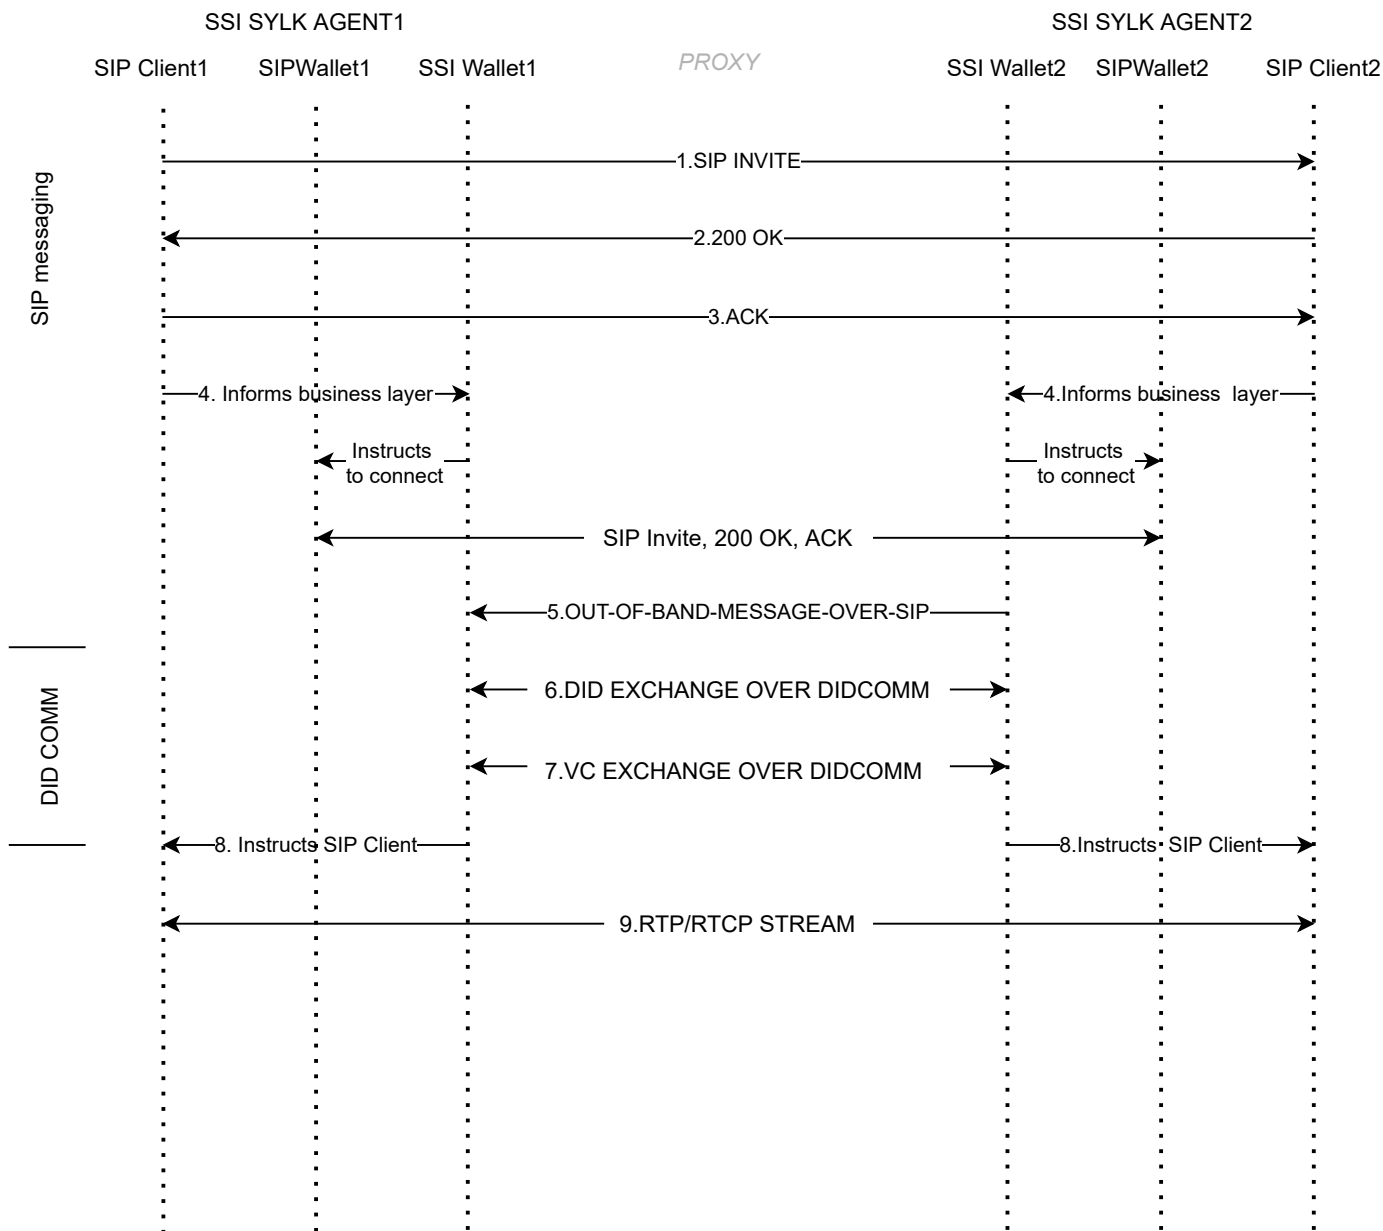 SSI SYLK AGENT1
SSI SYLK AGENT2
SIP Client1
SIPWallet1
SSI Wallet1
PROXY
SSI Wallet2
SIPWallet2
SIP Client2
SIP messaging
1.SIP INVITE
2.200 OK
3.ACK
4. Informs business layer
4.Informs business  layer
Instructs
to connect
Instructs
to connect
SIP Invite, 200 OK, ACK
5.OUT-OF-BAND-MESSAGE-OVER-SIP
DID COMM
6.DID EXCHANGE OVER DIDCOMM
7.VC EXCHANGE OVER DIDCOMM
8. Instructs SIP Client
8.Instructs  SIP Client
9.RTP/RTCP STREAM